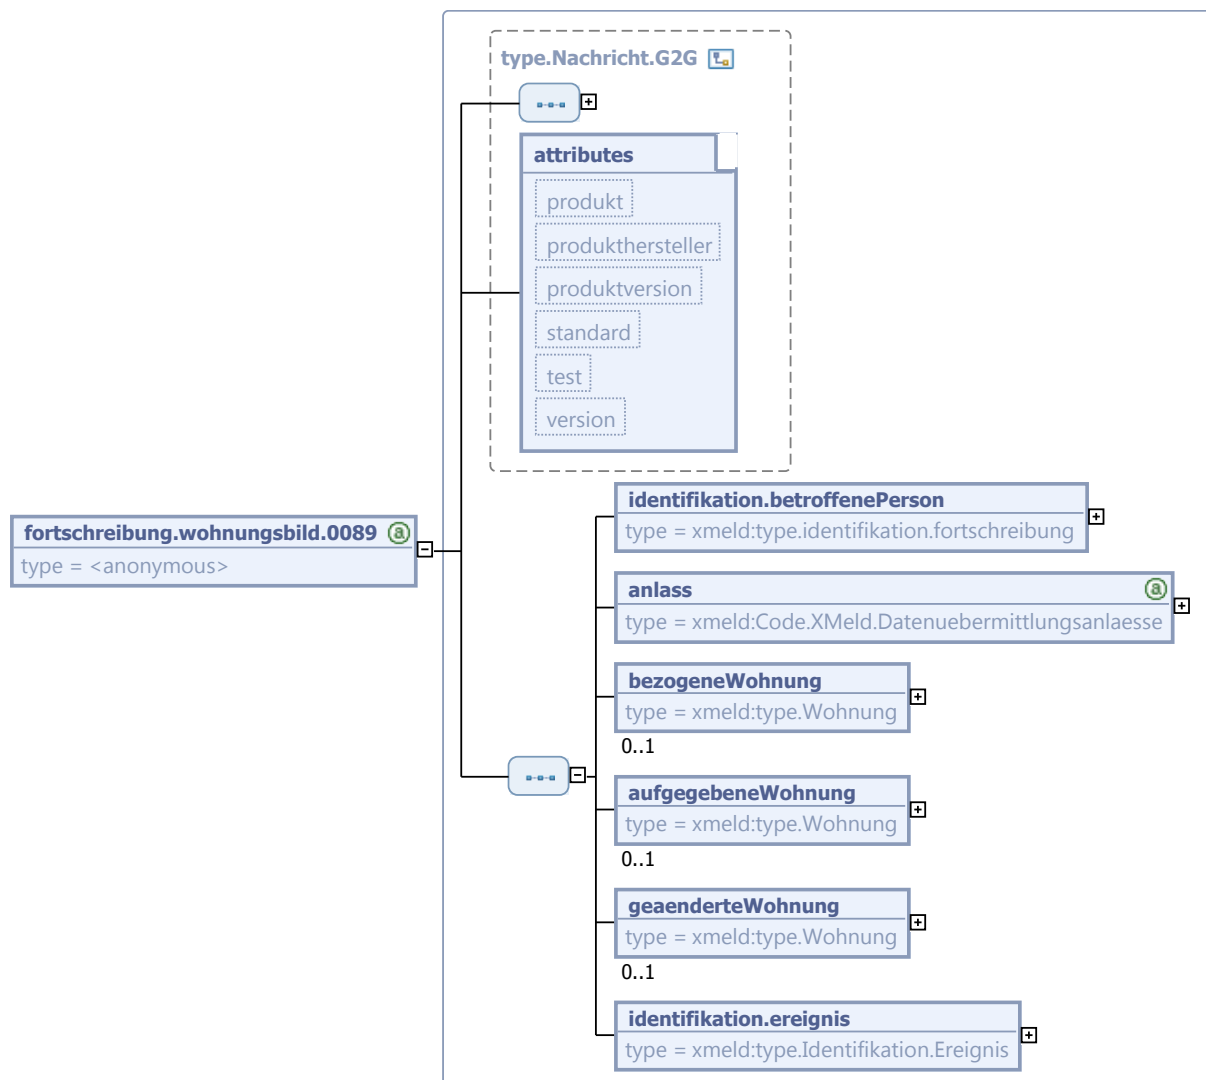 type.Nachricht.G2G
attributes
produkt
produkthersteller
produktversion
standard
test
version
fortschreibung.wohnungsbild.0089 a
type = <anonymous>
identifikation.betroffenePerson
type = xmeld:type.identifikation.fortschreibung
anlass a
type = xmeld:Code.XMeld.Datenuebermittlungsanlaesse
bezogeneWohnung
type = xmeld:type.Wohnung
0..1
aufgegebeneWohnung
type = xmeld:type.Wohnung
0..1
geaenderteWohnung
type = xmeld:type.Wohnung
0..1
identifikation.ereignis
type = xmeld:type.Identifikation.Ereignis